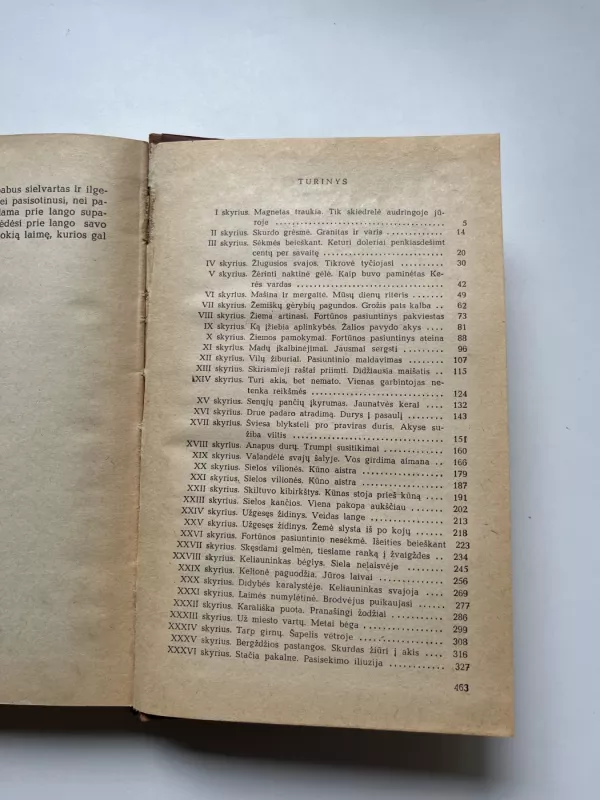 abus sielvartas ir ilge-
ei pasisotinusi, nei pa-
dama prie lango supa-
ėdėsi prie lango savo
okią laimę, kurios gal
TURINYS
I skyrius. Magnetas traukia. Tik skiedrelė audringoje jū-
roje . . . . . . . . . . . . . . . . . . . . 5
II skyrius. Skurdo grėsmė. Granitas ir varis . . . . . . . . . . 14
III skyrius. Sėkmės beieškant. Keturi doleriai penkiasdešimt
centų per savaitę . . . . . . . . . . . . . . . 20
IV skyrius. Žlugusios svajos. Tikrovė tyčiojasi . . . . . . . . 30
V skyrius. Žėrinti naktinė gėlė. Kaip buvo paminėtas Ke-
rės vardas . . . . . . . . . . . . . . . . . . 42
VI skyrius. Mašina ir mergaitė. Mūsų dienų riteris . . . . . 49
VII skyrius. Žemiškų gėrybių pagundos. Grožis pats kalba . . 62
VIII skyrius. Žiema artinasi. Fortūnos pasiuntinys pakviestas 73
IX skyrius. Ką įžiebia aplinkybės. Žalios pavydo akys . . . . 81
X skyrius. Žiemos pamokymai. Fortūnos pasiuntinys ateina 88
XI skyrius. Madų įkalbinėjimai. Jausmai sergsti . . . . . . 96
XII skyrius. Vilų žiburiai. Pasiuntinio maldavimas . . . . . 107
XIII skyrius. Skiriamieji raštai priimti. Didžiausia maišatis . . 115
XIV skyrius. Turi akis, bet nemato. Vienas garbintojas ne-
tenka reikšmės . . . . . . . . . . . . . . . . 124
XV skyrius. Senųjų pančių įkyrumas. Jaunatvės kerai . . . . 132
XVI skyrius. Drue padaro atradimą. Durys į pasaulį . . . . 143
XVII skyrius. Šviesa blyksteli pro praviras duris. Akyse su-
žiba viltis . . . . . . . . . . . . . . . . . . 151
XVIII skyrius. Anapus durų. Trumpi susitikimai . . . . . . . 160
XIX skyrius. Valandėlė svajų šalyje. Vos girdima aimana . . 166
XX skyrius. Sielos vilionės. Kūno aistra . . . . . . . . . . 179
XXI skyrius. Sielos vilionės. Kūno aistra . . . . . . . . . . 187
XXII skyrius. Skiltuvo kibirkštys. Kūnas stoja prieš kūną . . 191
XXIII skyrius. Sielos kančios. Viena pakopa aukščiau . . . . 202
XXIV skyrius. Užgesęs židinys. Veidas lange . . . . . . . . 213
XXV skyrius. Užgesęs židinys. Žemė slysta iš po kojų . . . . 218
XXVI skyrius. Fortūnos pasiuntinio nesėkmė. Išeities beieškant 223
XXVII skyrius. Skęsdami gelmėn, tiesiame ranką į žvaigždes . . 234
XXVIII skyrius. Keliauninkas bėglys. Siela nelaisvėje . . . . . 245
XXIX skyrius. Kelionė paguodžia. Jūros laivai . . . . . . . 256
XXX skyrius. Didybės karalystėje. Keliauninkas svajoja . . . 269
XXXI skyrius. Laimės numylėtinė. Brodvėjus puikaujasi . . . 277
XXXII skyrius. Karališka puota. Pranašingi žodžiai . . . . . 286
XXXIII skyrius. Už miesto vartų. Metai bėga . . . . . . . . . 299
XXXIV skyrius. Tarp girnų. Šapelis vėtroje . . . . . . . . . . 308
XXXV skyrius. Bergždžios pastangos. Skurdas žiūri į akis . . . 316
XXXVI skyrius. Stačia pakalne. Pasisekimo iliuzija . . . . . . . 327
463